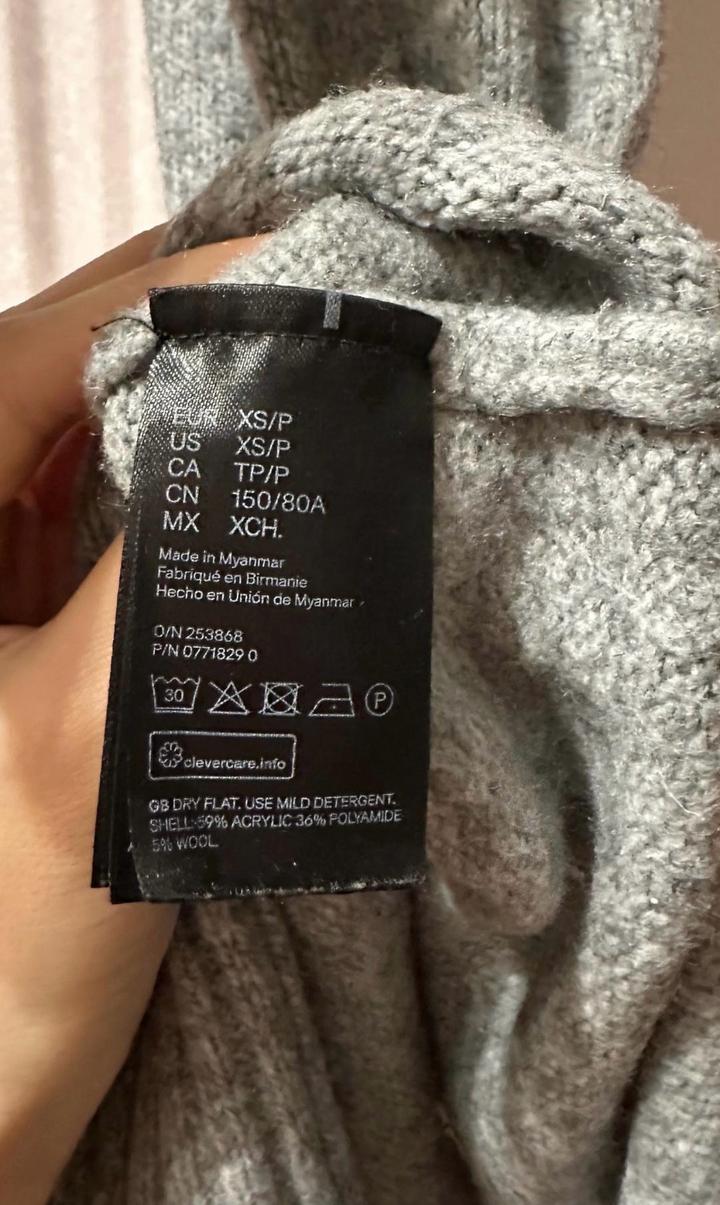 EUR XS/P
US XS/P
CA TP/P
CN 150/80A
MX XCH.
Made in Myanmar
Fabriqué en Birmanie
Hecho en Unión de Myanmar
O/N 253868
P/N 0771829 0
30 P
clevercare.info
GB DRY FLAT. USE MILD DETERGENT.
SHELL: 59% ACRYLIC 36% POLYAMIDE
5% WOOL